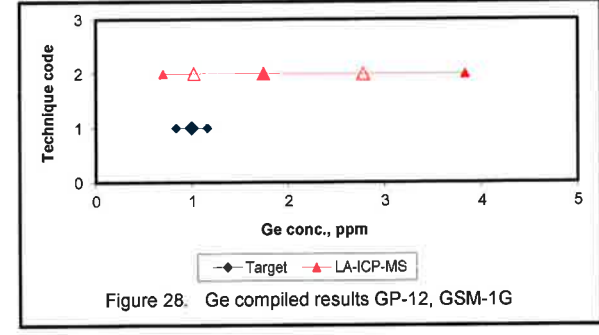 3
2
1
0
Technique code
0 1 2 3 4 5
Ge conc., ppm
Target LA-ICP-MS
Figure 28. Ge compiled results GP-12, GSM-1G